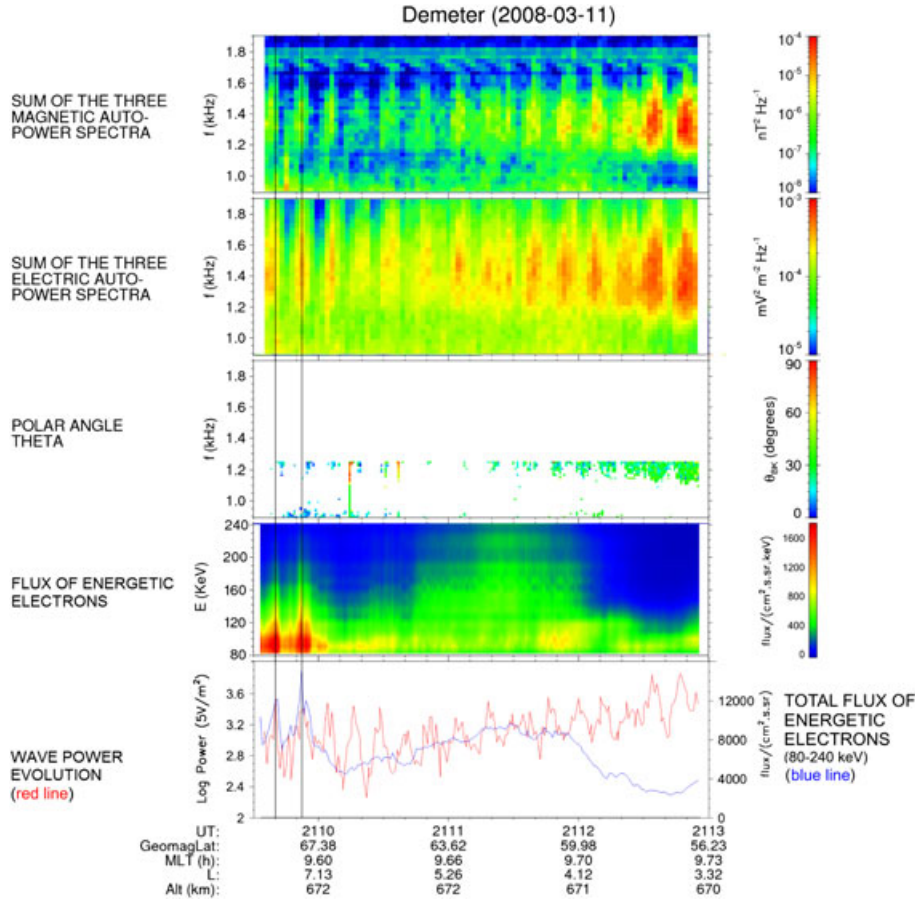 Demeter (2008-03-11)
SUM OF THE THREE
MAGNETIC AUTO-
POWER SPECTRA
f (kHz)
1.8
1.6
1.4
1.2
1.0
10-4
10-5
10-6
10-7
10-8
nT2 Hz-1
SUM OF THE THREE
ELECTRIC AUTO-
POWER SPECTRA
f (kHz)
1.8
1.6
1.4
1.2
1.0
10-3
10-4
10-5
mV2 m-2 Hz-1
POLAR ANGLE
THETA
f (kHz)
1.8
1.6
1.4
1.2
1.0
90
60
30
0
θBK (degrees)
FLUX OF ENERGETIC
ELECTRONS
E (KeV)
240
200
160
120
80
1600
1200
800
400
0
flux/(cm2.s.sr.keV)
WAVE POWER
EVOLUTION
(red line)
Log Power (5V/m2)
3.6
3.2
2.8
2.4
2
12000
8000
4000
0
flux/(cm2.s.sr)
TOTAL FLUX OF
ENERGETIC
ELECTRONS
(80-240 keV)
(blue line)
UT: 2110 2111 2112 2113
GeomagLat: 67.38 63.62 59.98 56.23
MLT (h): 9.60 9.66 9.70 9.73
L: 7.13 5.26 4.12 3.32
Alt (km): 672 672 671 670